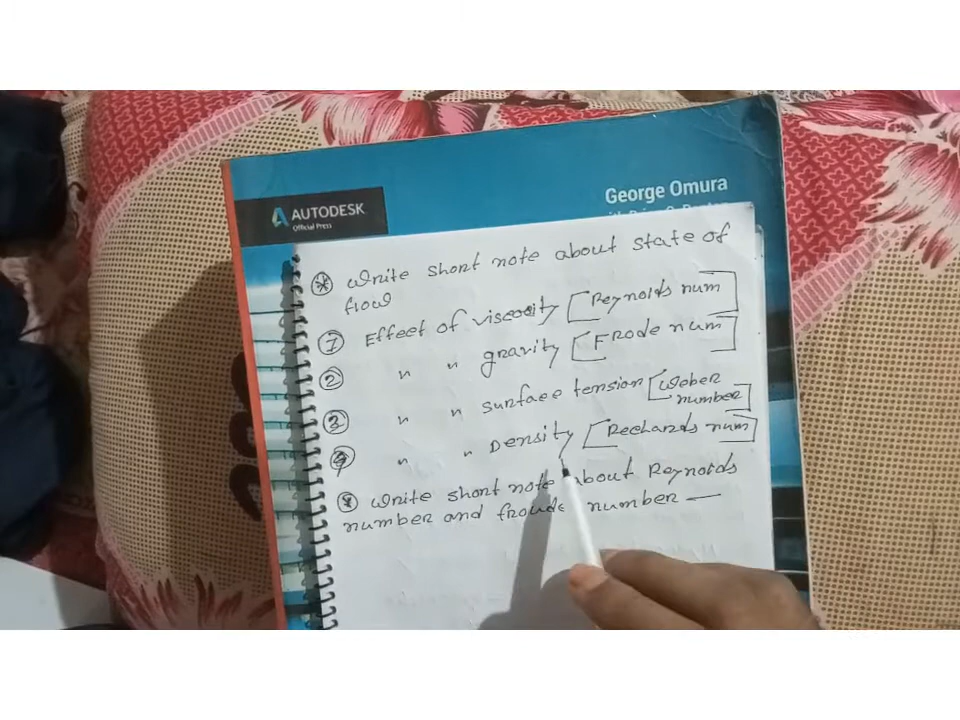 George Omura
AUTODESK
Official Press
* Write short note about state of
flow
1 Effect of viscosity [Reynolds num]
2 " " gravity [Frode num]
3 " " surface tension [Weber
number]
4 " " Density [Rechards num]
* Write short note about Reynolds
number and froude number —